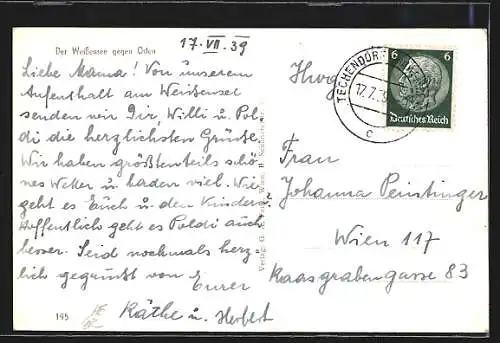 Der Weißensee gegen Osten
17. VII. 39
Liebe Mama! Von unserem
Aufenthalt am Weißensee
senden wir Dir, Willi u. Pol-
di die herzlichsten Grüße.
Wir haben größtenteils schö-
nes Wetter u. baden viel. Wie
geht es Euch u. den Kindern
Hoffentlich geht es Poldi auch
besser. Seid nochmals herz-
lich gegrüßt von
Eurer
Käthe u. Herbert
195
TECHENDORF
17.7.39
c
6 6
Deutsches Reich
Frau
Johanna Peintinger
Wien 117
Kaasgrabengasse 83